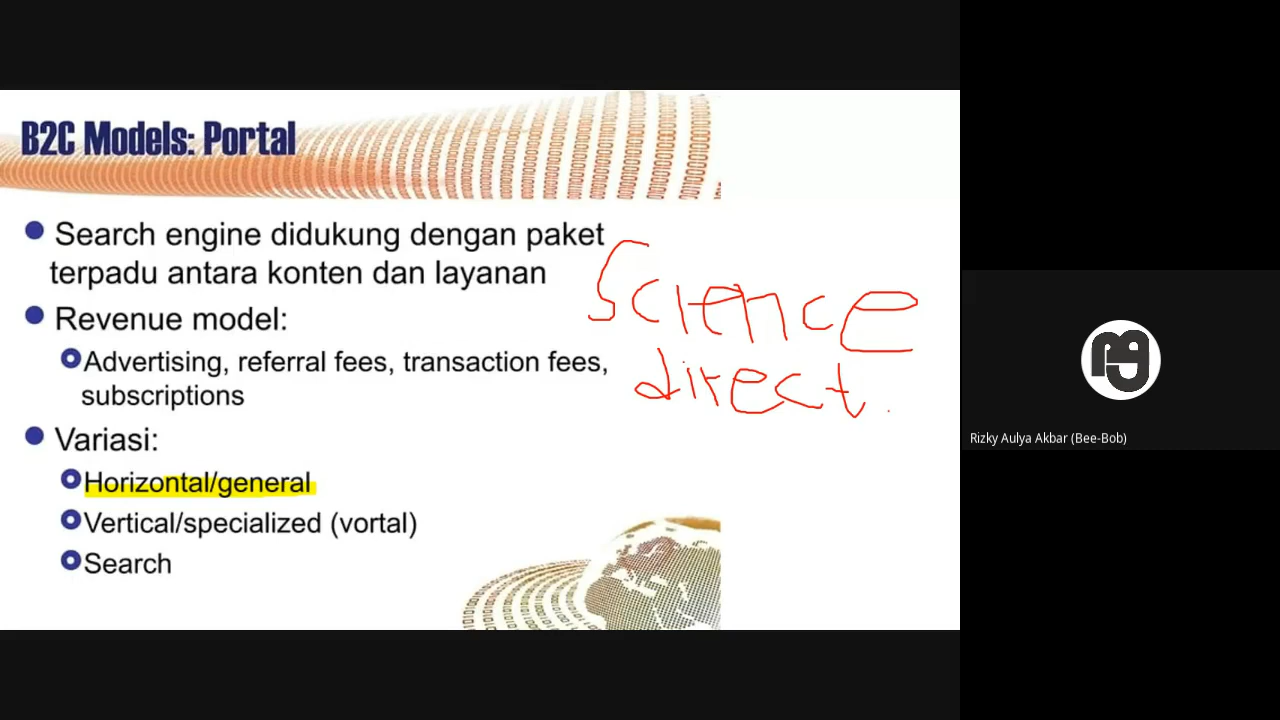 B2C Models: Portal
Search engine didukung dengan paket
terpadu antara konten dan layanan
Revenue model:
Advertising, referral fees, transaction fees,
subscriptions
Variasi:
Horizontal/general
Vertical/specialized (vortal)
Search
Science
direct
Rizky Aulya Akbar (Bee-Bob)